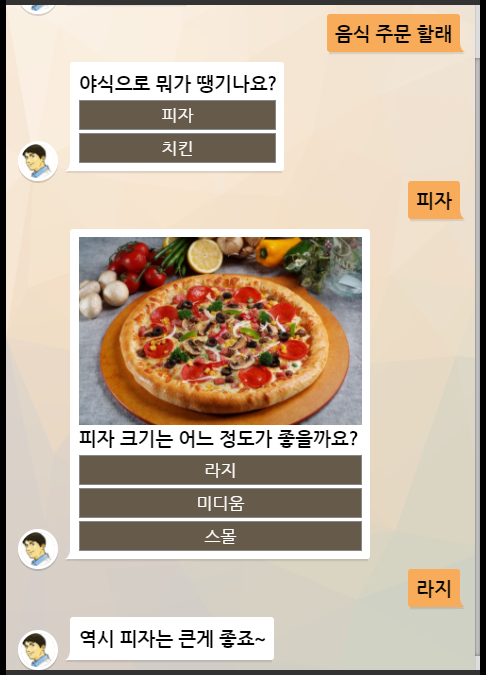 음식 주문 할래
야식으로 뭐가 땡기나요?
피자
치킨
피자
피자 크기는 어느 정도가 좋을까요?
라지
미디움
스몰
라지
역시 피자는 큰게 좋죠~